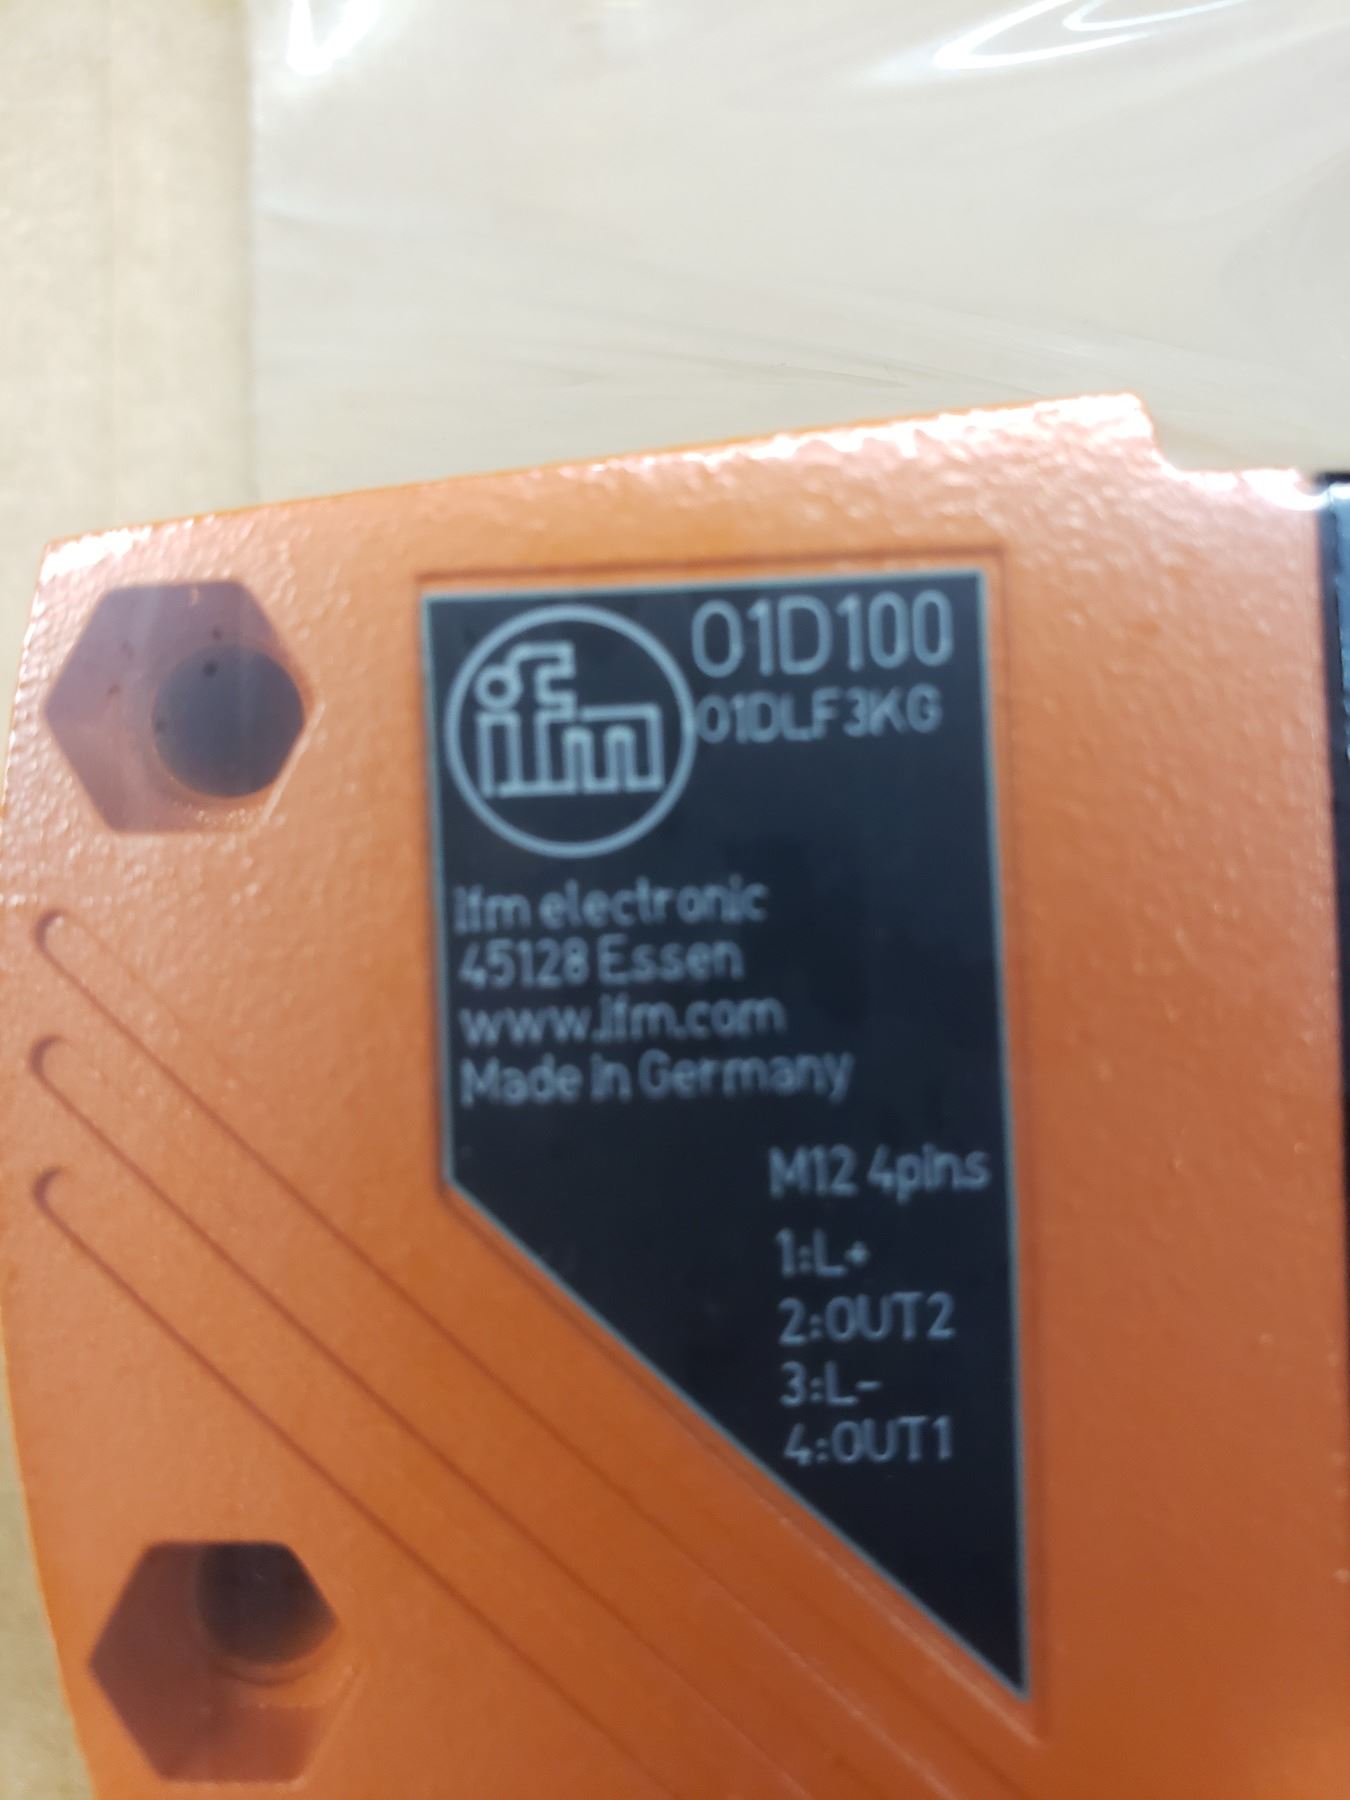 ifm
O1D100
O1DLF3KG
ifm electronic
45128 Essen
www.ifm.com
Made in Germany
M12 4pins
1:L+
2:OUT2
3:L-
4:OUT1